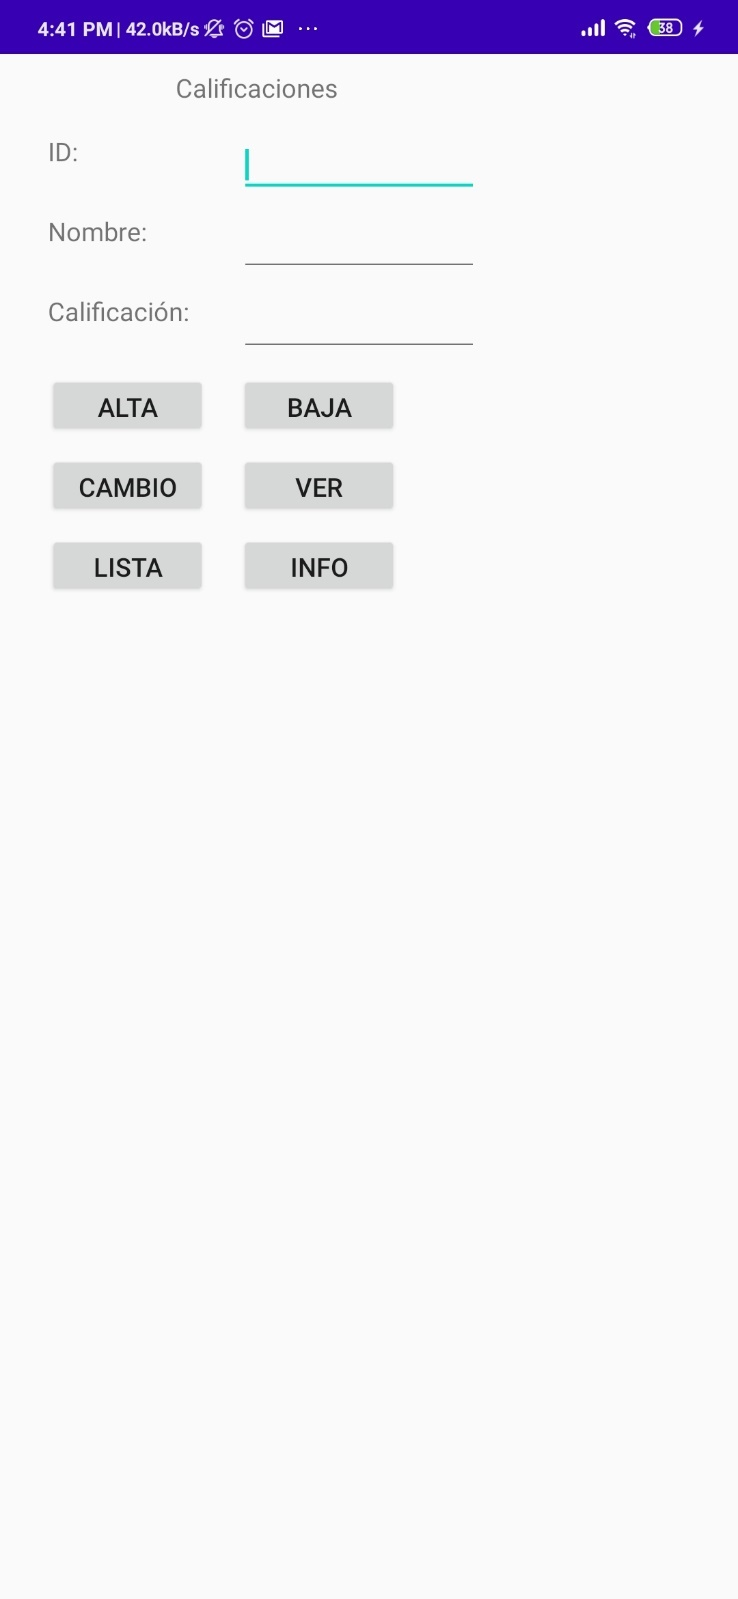 4:41 PM | 42.0kB/s ... 38
Calificaciones
ID:
Nombre:
Calificación:
ALTA BAJA
CAMBIO VER
LISTA INFO